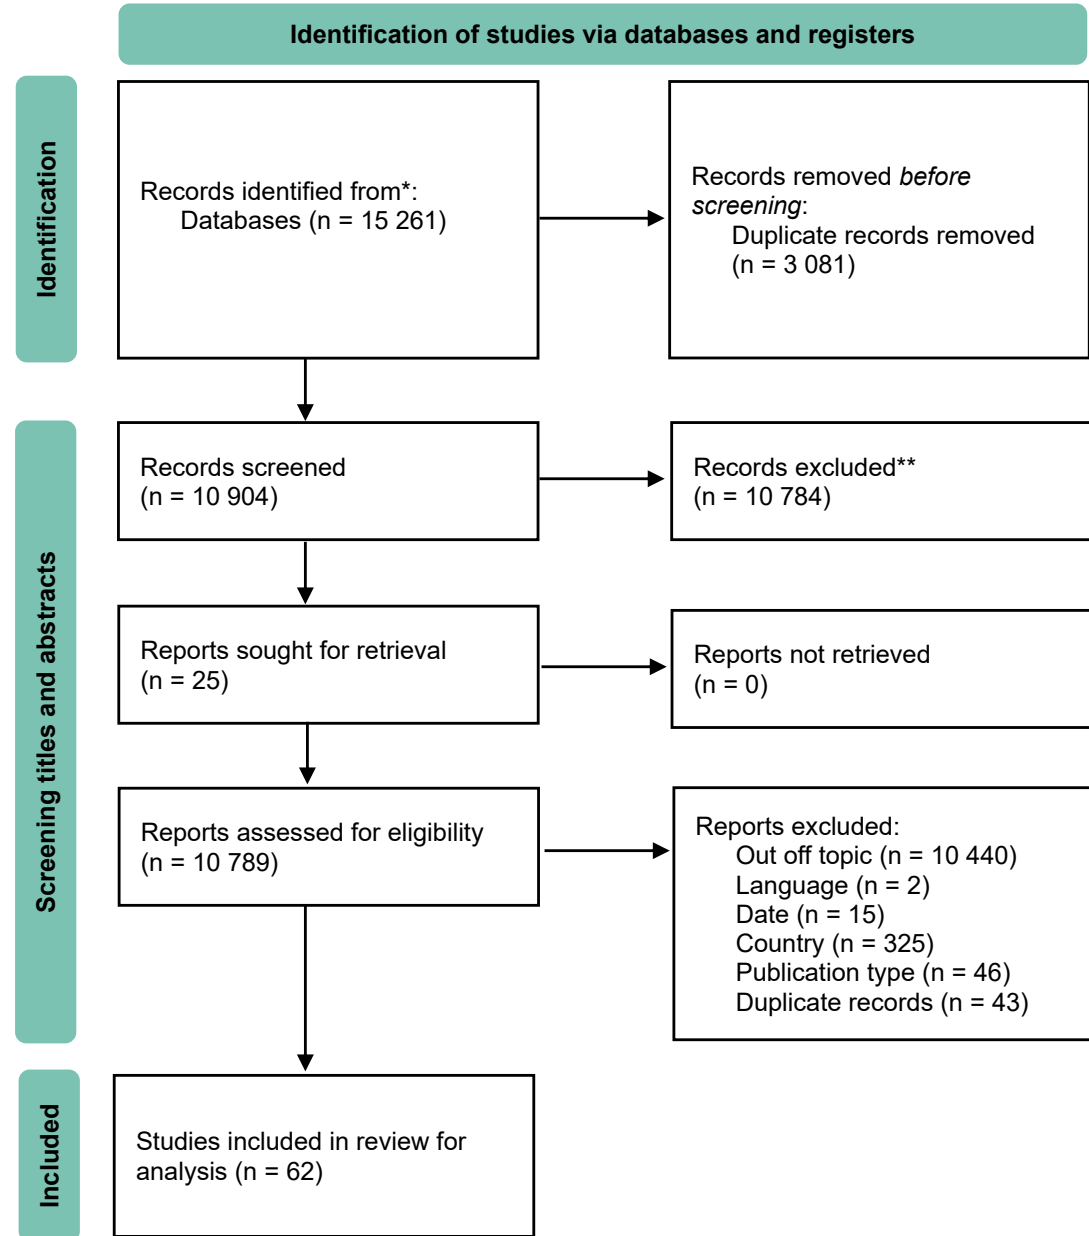 Identification of studies via databases and registers
Identification
Records identified from*:
Databases (n = 15 261)
Records removed before
screening:
Duplicate records removed
(n = 3 081)
Screening titles and abstracts
Records screened
(n = 10 904)
Records excluded**
(n = 10 784)
Reports sought for retrieval
(n = 25)
Reports not retrieved
(n = 0)
Reports assessed for eligibility
(n = 10 789)
Reports excluded:
Out off topic (n = 10 440)
Language (n = 2)
Date (n = 15)
Country (n = 325)
Publication type (n = 46)
Duplicate records (n = 43)
Included
Studies included in review for
analysis (n = 62)